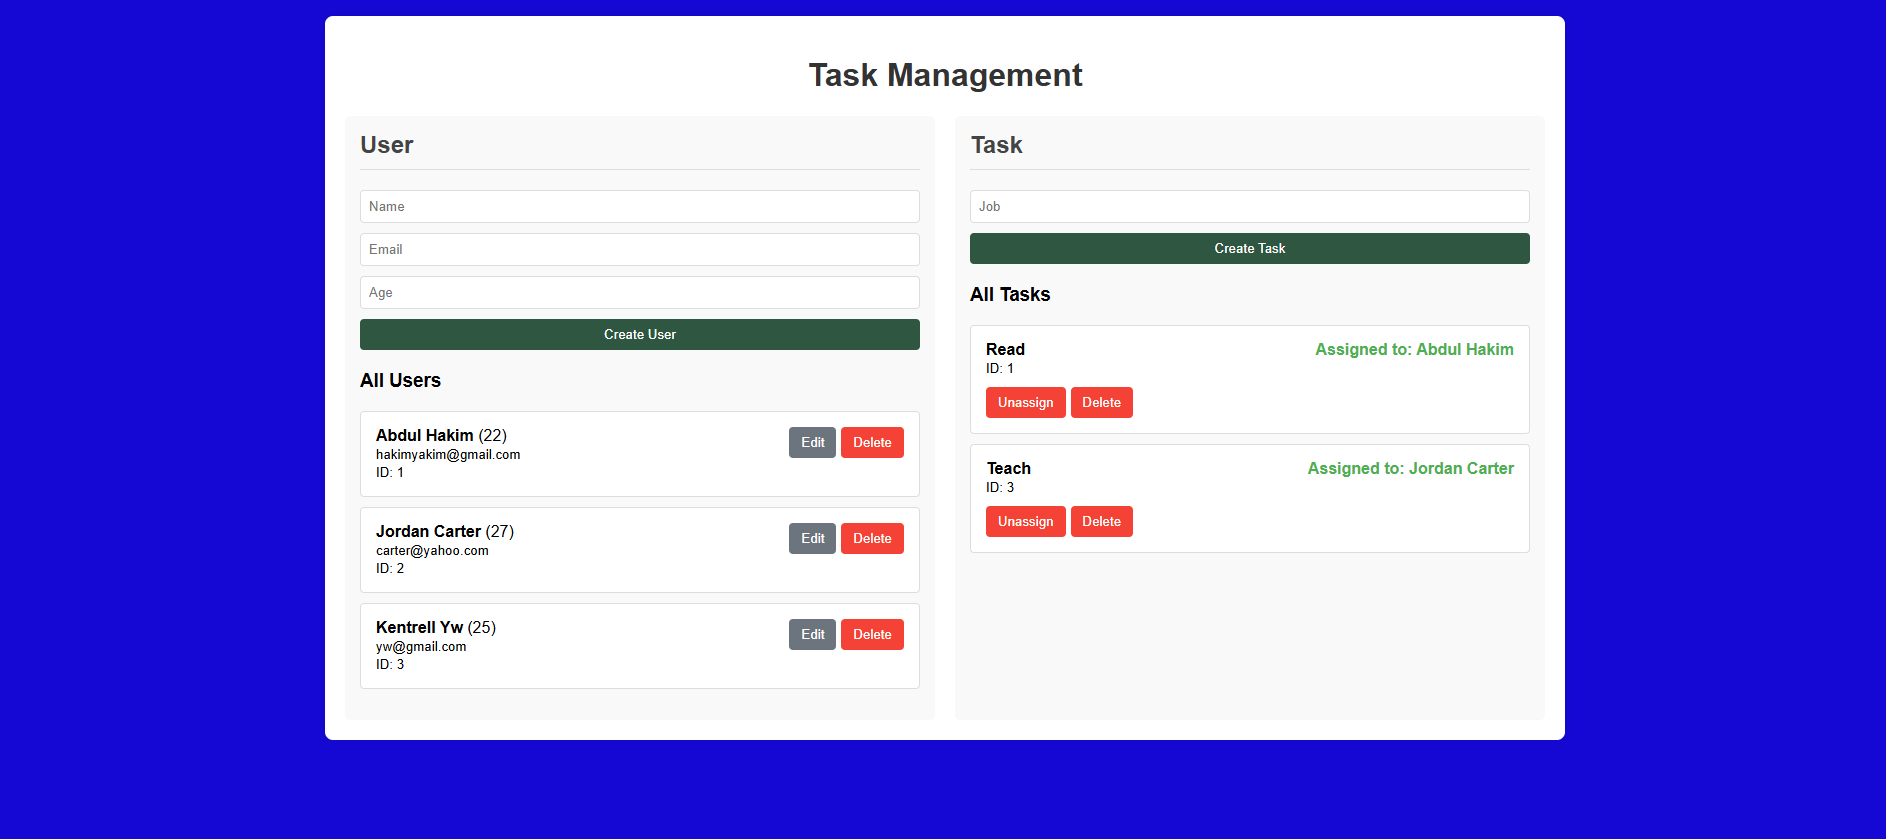 Task Management
User
Name
Email
Age
Create User
All Users
Abdul Hakim (22)
hakimyakim@gmail.com
ID: 1
Edit Delete
Jordan Carter (27)
carter@yahoo.com
ID: 2
Edit Delete
Kentrell Yw (25)
yw@gmail.com
ID: 3
Edit Delete
Task
Job
Create Task
All Tasks
Read
Assigned to: Abdul Hakim
ID: 1
Unassign Delete
Teach
Assigned to: Jordan Carter
ID: 3
Unassign Delete